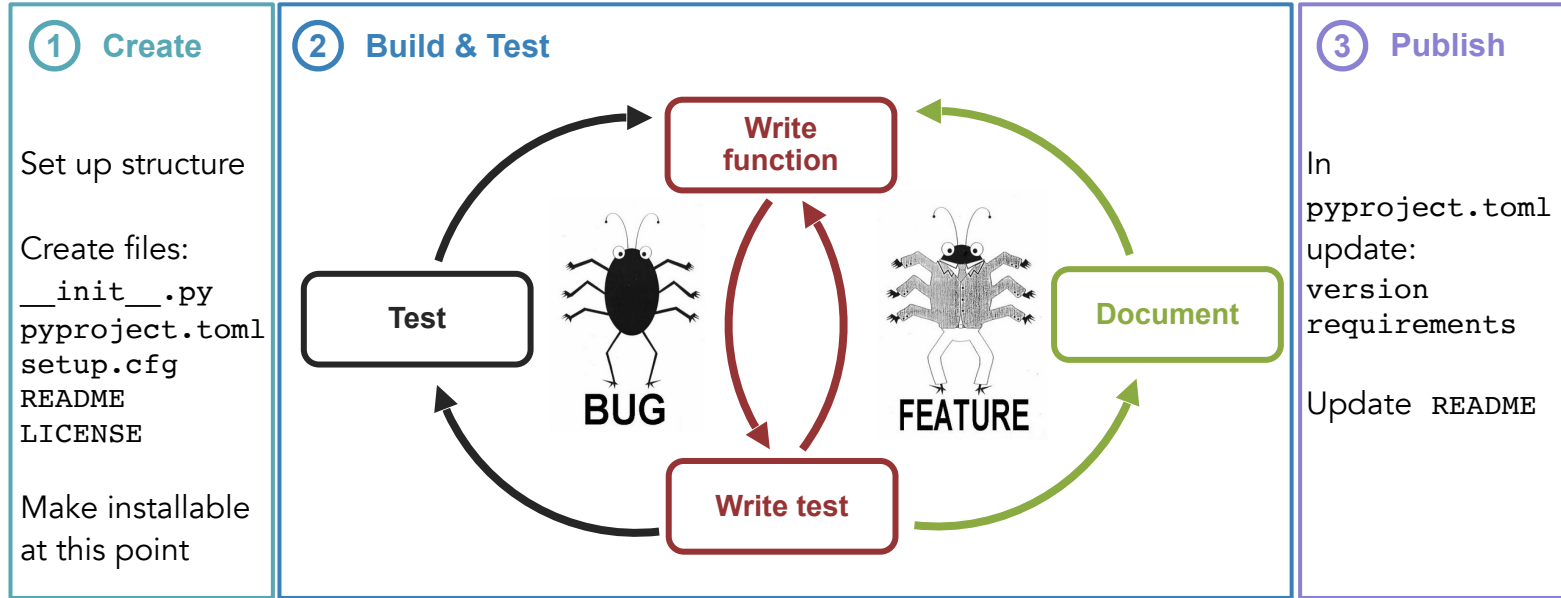 1 Create
Set up structure
Create files:
__init__.py
pyproject.toml
setup.cfg
README
LICENSE
Make installable
at this point
2 Build & Test
Write
function
Test
BUG
FEATURE
Document
Write test
3 Publish
In
pyproject.toml
update:
version
requirements
Update README